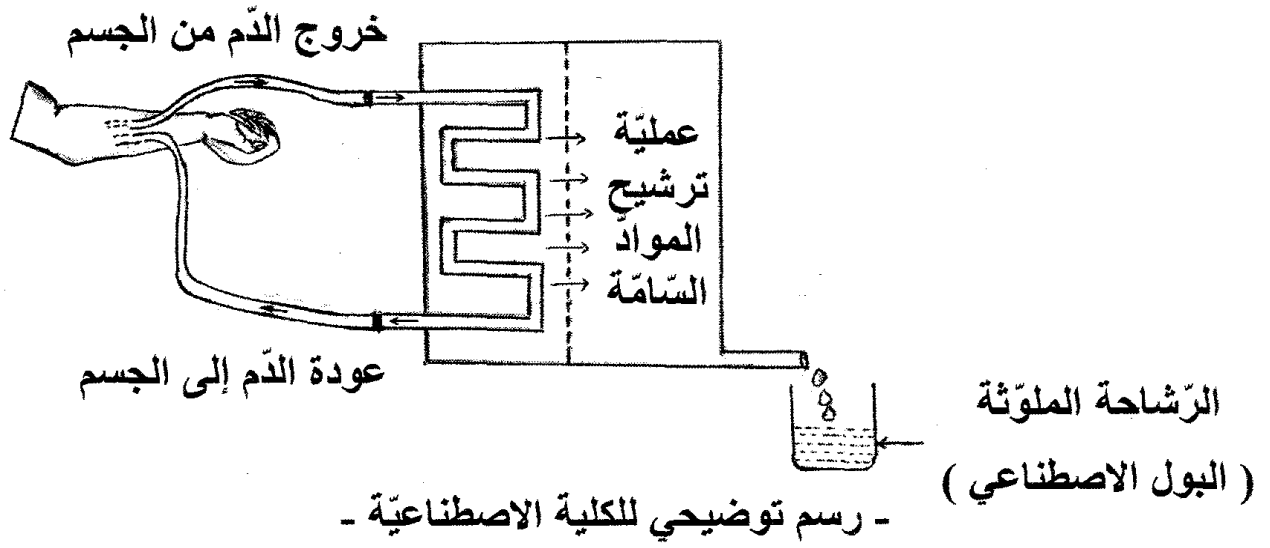 خروج الدّم من الجسم
عمليّة
ترشيح
الموادّ
السّامّة
عودة الدّم إلى الجسم
الرّشاحة الملوّثة
( البول الاصطناعي )
- رسم توضيحي للكلية الاصطناعيّة -